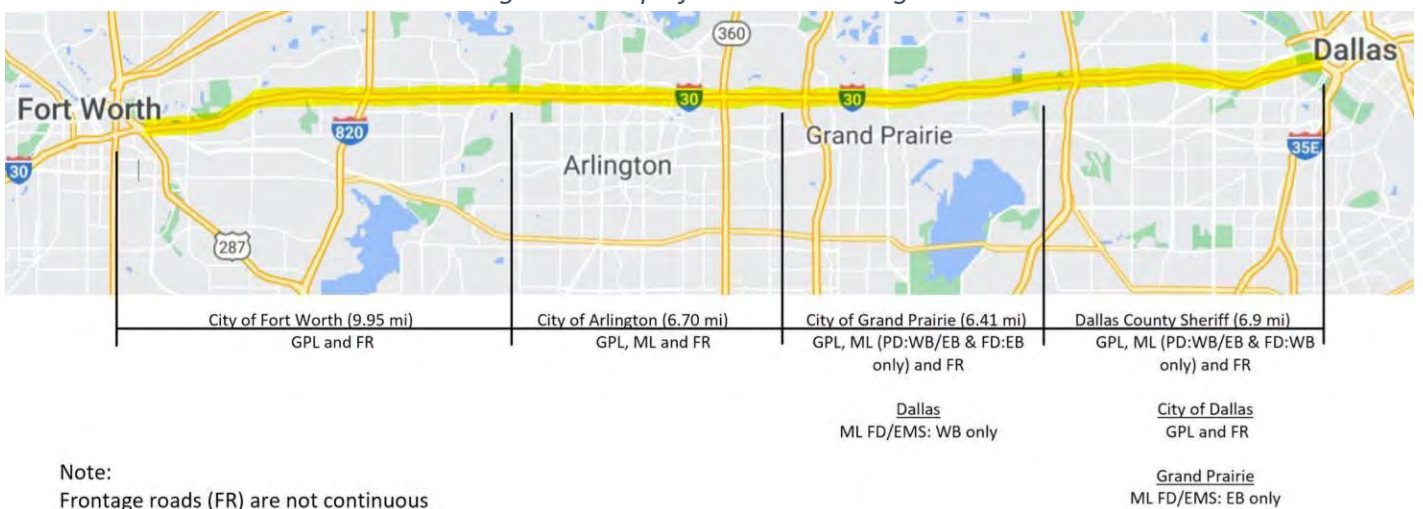 360
Dallas
30
30
Fort Worth
820
Grand Prairie
35E
30
Arlington
287
City of Fort Worth (9.95 mi)
GPL and FR
City of Arlington (6.70 mi)
GPL, ML and FR
City of Grand Prairie (6.41 mi)
GPL, ML (PD:WB/EB & FD:EB
only) and FR
Dallas County Sheriff (6.9 mi)
GPL, ML (PD:WB/EB & FD:WB
only) and FR
Dallas
ML FD/EMS: WB only
City of Dallas
GPL and FR
Grand Prairie
ML FD/EMS: EB only
Note:
Frontage roads (FR) are not continuous